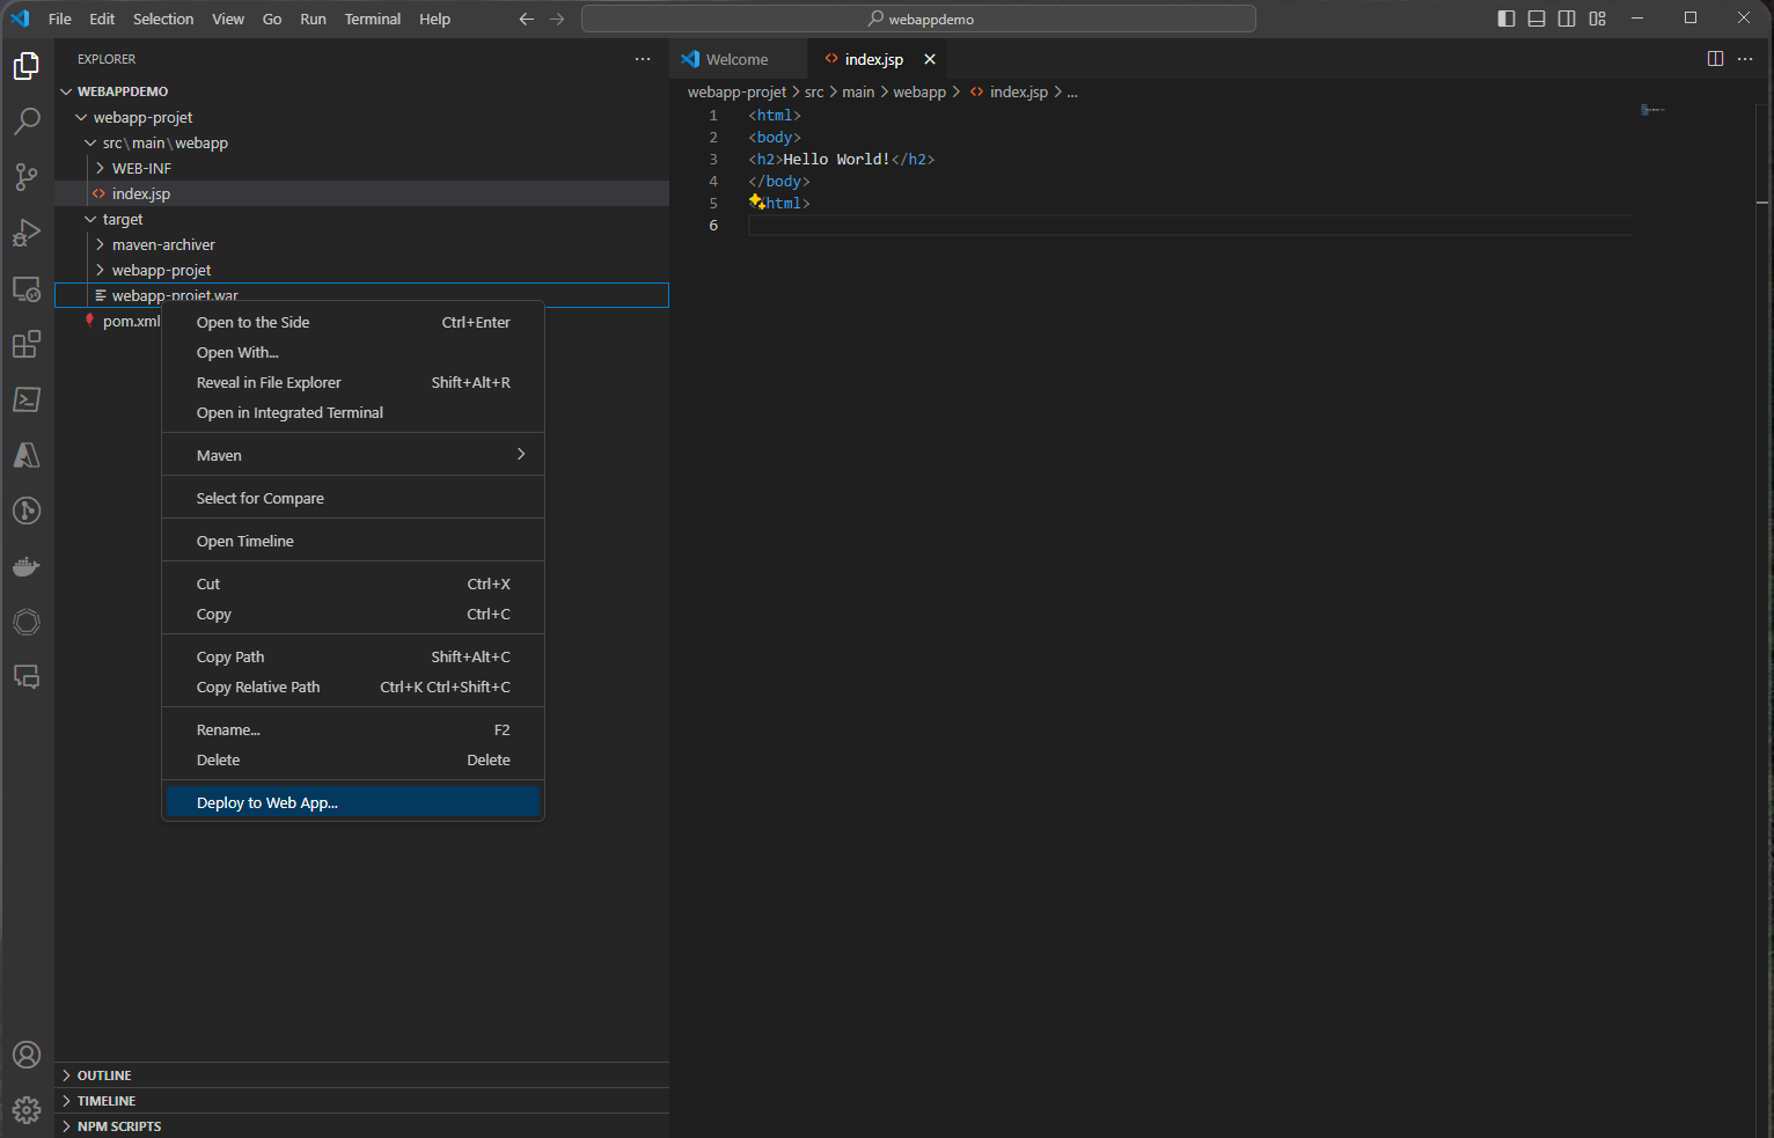 File Edit Selection View Go Run Terminal Help
webappdemo
EXPLORER
WEBAPPDEMO
webapp-projet
src\main\webapp
WEB-INF
index.jsp
target
maven-archiver
webapp-projet
webapp-projet.war
pom.xml
Open to the Side Ctrl+Enter
Open With...
Reveal in File Explorer Shift+Alt+R
Open in Integrated Terminal
Maven
Select for Compare
Open Timeline
Cut Ctrl+X
Copy Ctrl+C
Copy Path Shift+Alt+C
Copy Relative Path Ctrl+K Ctrl+Shift+C
Rename... F2
Delete Delete
Deploy to Web App...
OUTLINE
TIMELINE
NPM SCRIPTS
Welcome
index.jsp
webapp-projet > src > main > webapp > index.jsp > ...
1 <html>
2 <body>
3 <h2>Hello World!</h2>
4 </body>
5 </html>
6